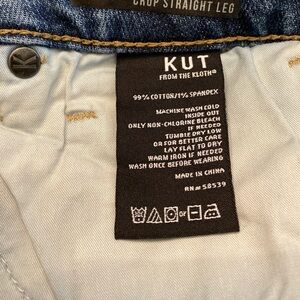 CROP STRAIGHT LEG
KUT
FROM THE KLOTH®
99% COTTON/1% SPANDEX
MACHINE WASH COLD
INSIDE OUT
ONLY NON-CHLORINE BLEACH
IF NEEDED
TUMBLE DRY LOW
OR FOR BETTER CARE
LAY FLAT TO DRY
WARM IRON IF NEEDED
WASH ONCE BEFORE WEARING
MADE IN CHINA
RN# 58539
OR